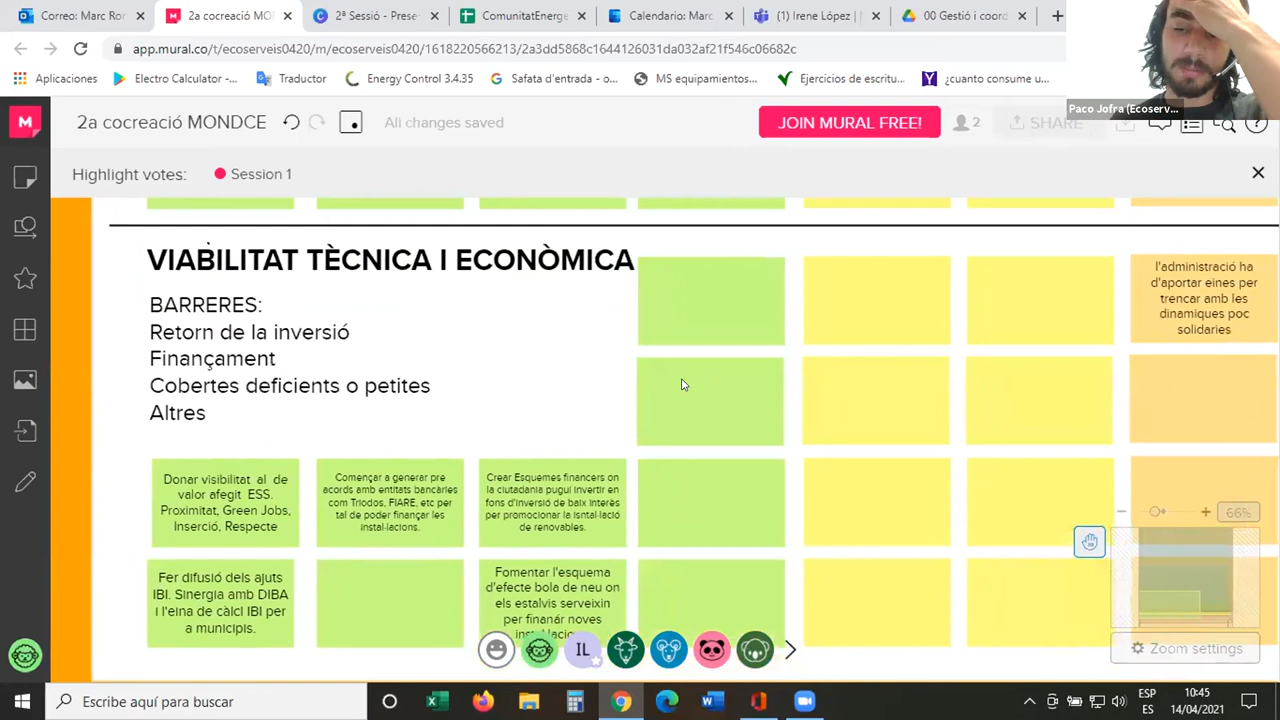 Correo: Marc Ror
2a cocreació MONDC
2ª Sessió - Prese
ComunitatEnerge
Calendario: Marc
(1) Irene López |
00 Gestió i coord
app.mural.co/t/ecoserveis0420/m/ecoserveis0420/1618220566213/2a3dd5868c1644126031da032af21f546c06682c
Aplicaciones
Electro Calculator -...
Traductor
Energy Control 3.4.35
Safata d'entrada - o...
MS equipamientos...
Ejercicios de escritu...
¿cuanto consume u...
Paco Jofra (Ecoserv...
2a cocreació MONDCE
All changes saved
JOIN MURAL FREE!
2
SHARE
Highlight votes:
Session 1
VIABILITAT TÈCNICA I ECONÒMICA
BARRERES:
Retorn de la inversió
Finançament
Cobertes deficients o petites
Altres
l'administració ha
d'aportar eines per
trencar amb les
dinamiques poc
solidaries
Donar visibilitat al de
valor afegit ESS.
Proximitat, Green Jobs,
Inserció, Respecte
Començar a generar pre
acords amb entitats bancàries
com Triodos, FIARE, etc per
tal de poder finançar les
instal·lacions.
Crear Esquemes financers on
la ciutadania pugui invertir en
fons d'inversió de baix interès
per promocionar la isntal·lació
de renovables.
Fer difusió dels ajuts
IBI. Sinergia amb DIBA
i l'eina de càlcl IBI per
a municipis.
Fomentar l'esquema
d'efecte bola de neu on
els estalvis serveixin
per finanár noves
66%
IL
Zoom settings
Escribe aquí para buscar
ESP
ES
10:45
14/04/2021